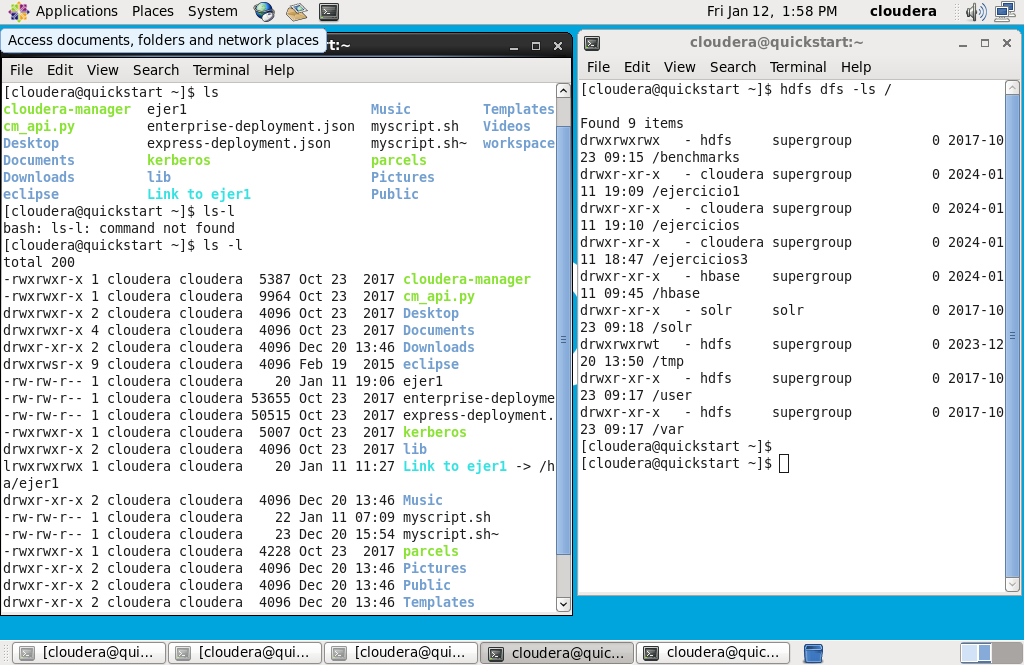 Applications Places System Fri Jan 12, 1:58 PM cloudera
Access documents, folders and network places
rt:~
File Edit View Search Terminal Help
[cloudera@quickstart ~]$ ls
cloudera-manager ejer1 Music Templates
cm_api.py enterprise-deployment.json myscript.sh Videos
Desktop express-deployment.json myscript.sh~ workspace
Documents kerberos parcels
Downloads lib Pictures
eclipse Link to ejer1 Public
[cloudera@quickstart ~]$ ls-l
bash: ls-l: command not found
[cloudera@quickstart ~]$ ls -l
total 200
-rwxrwxr-x 1 cloudera cloudera 5387 Oct 23 2017 cloudera-manager
-rwxrwxr-x 1 cloudera cloudera 9964 Oct 23 2017 cm_api.py
drwxrwxr-x 2 cloudera cloudera 4096 Oct 23 2017 Desktop
drwxrwxr-x 4 cloudera cloudera 4096 Oct 23 2017 Documents
drwxr-xr-x 2 cloudera cloudera 4096 Dec 20 13:46 Downloads
drwxrwsr-x 9 cloudera cloudera 4096 Feb 19 2015 eclipse
-rw-rw-r-- 1 cloudera cloudera 20 Jan 11 19:06 ejer1
-rw-rw-r-- 1 cloudera cloudera 53655 Oct 23 2017 enterprise-deployme
-rw-rw-r-- 1 cloudera cloudera 50515 Oct 23 2017 express-deployment.
-rwxrwxr-x 1 cloudera cloudera 5007 Oct 23 2017 kerberos
drwxrwxr-x 2 cloudera cloudera 4096 Oct 23 2017 lib
lrwxrwxrwx 1 cloudera cloudera 20 Jan 11 11:27 Link to ejer1 -> /h
a/ejer1
drwxr-xr-x 2 cloudera cloudera 4096 Dec 20 13:46 Music
-rw-rw-r-- 1 cloudera cloudera 22 Jan 11 07:09 myscript.sh
-rw-rw-r-- 1 cloudera cloudera 23 Dec 20 15:54 myscript.sh~
-rwxrwxr-x 1 cloudera cloudera 4228 Oct 23 2017 parcels
drwxr-xr-x 2 cloudera cloudera 4096 Dec 20 13:46 Pictures
drwxr-xr-x 2 cloudera cloudera 4096 Dec 20 13:46 Public
drwxr-xr-x 2 cloudera cloudera 4096 Dec 20 13:46 Templates
cloudera@quickstart:~
File Edit View Search Terminal Help
[cloudera@quickstart ~]$ hdfs dfs -ls /
Found 9 items
drwxrwxrwx - hdfs supergroup 0 2017-10
23 09:15 /benchmarks
drwxr-xr-x - cloudera supergroup 0 2024-01
11 19:09 /ejercicio1
drwxr-xr-x - cloudera supergroup 0 2024-01
11 19:10 /ejercicios
drwxr-xr-x - cloudera supergroup 0 2024-01
11 18:47 /ejercicios3
drwxr-xr-x - hbase supergroup 0 2024-01
11 09:45 /hbase
drwxr-xr-x - solr solr 0 2017-10
23 09:18 /solr
drwxrwxrwt - hdfs supergroup 0 2023-12
20 13:50 /tmp
drwxr-xr-x - hdfs supergroup 0 2017-10
23 09:17 /user
drwxr-xr-x - hdfs supergroup 0 2017-10
23 09:17 /var
[cloudera@quickstart ~]$
[cloudera@quickstart ~]$
[cloudera@qui... [cloudera@qui... [cloudera@qui... cloudera@quic... cloudera@quic...